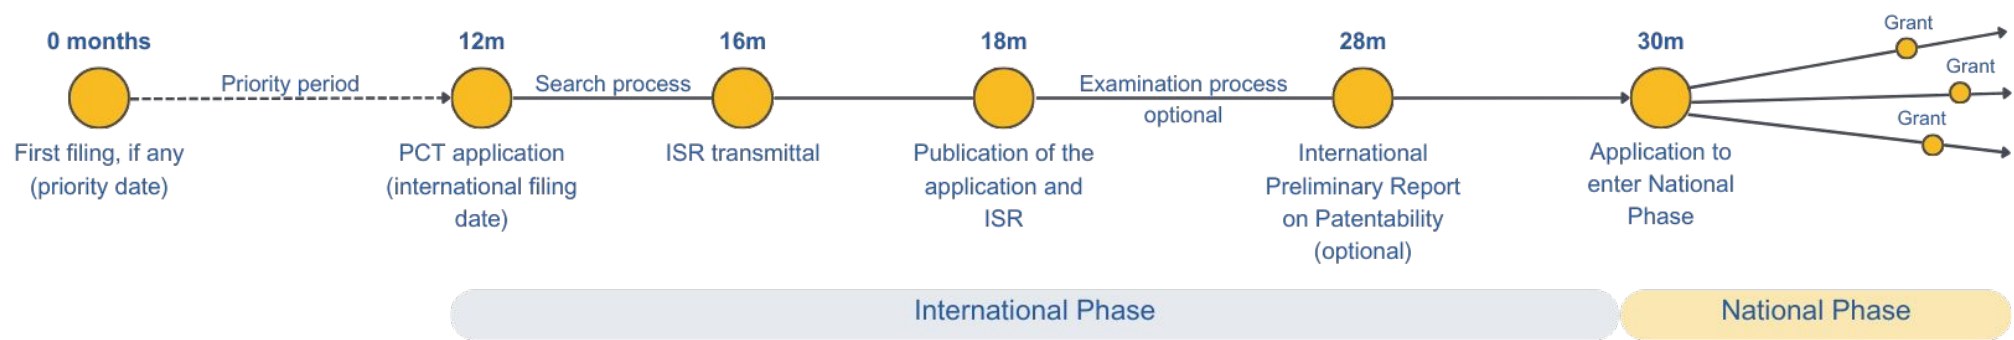 0 months
12m
16m
18m
28m
30m
Grant
Grant
Grant
Priority period
Search process
Examination process
optional
First filing, if any
(priority date)
PCT application
(international filing
date)
ISR transmittal
Publication of the
application and
ISR
International
Preliminary Report
on Patentability
(optional)
Application to
enter National
Phase
International Phase
National Phase